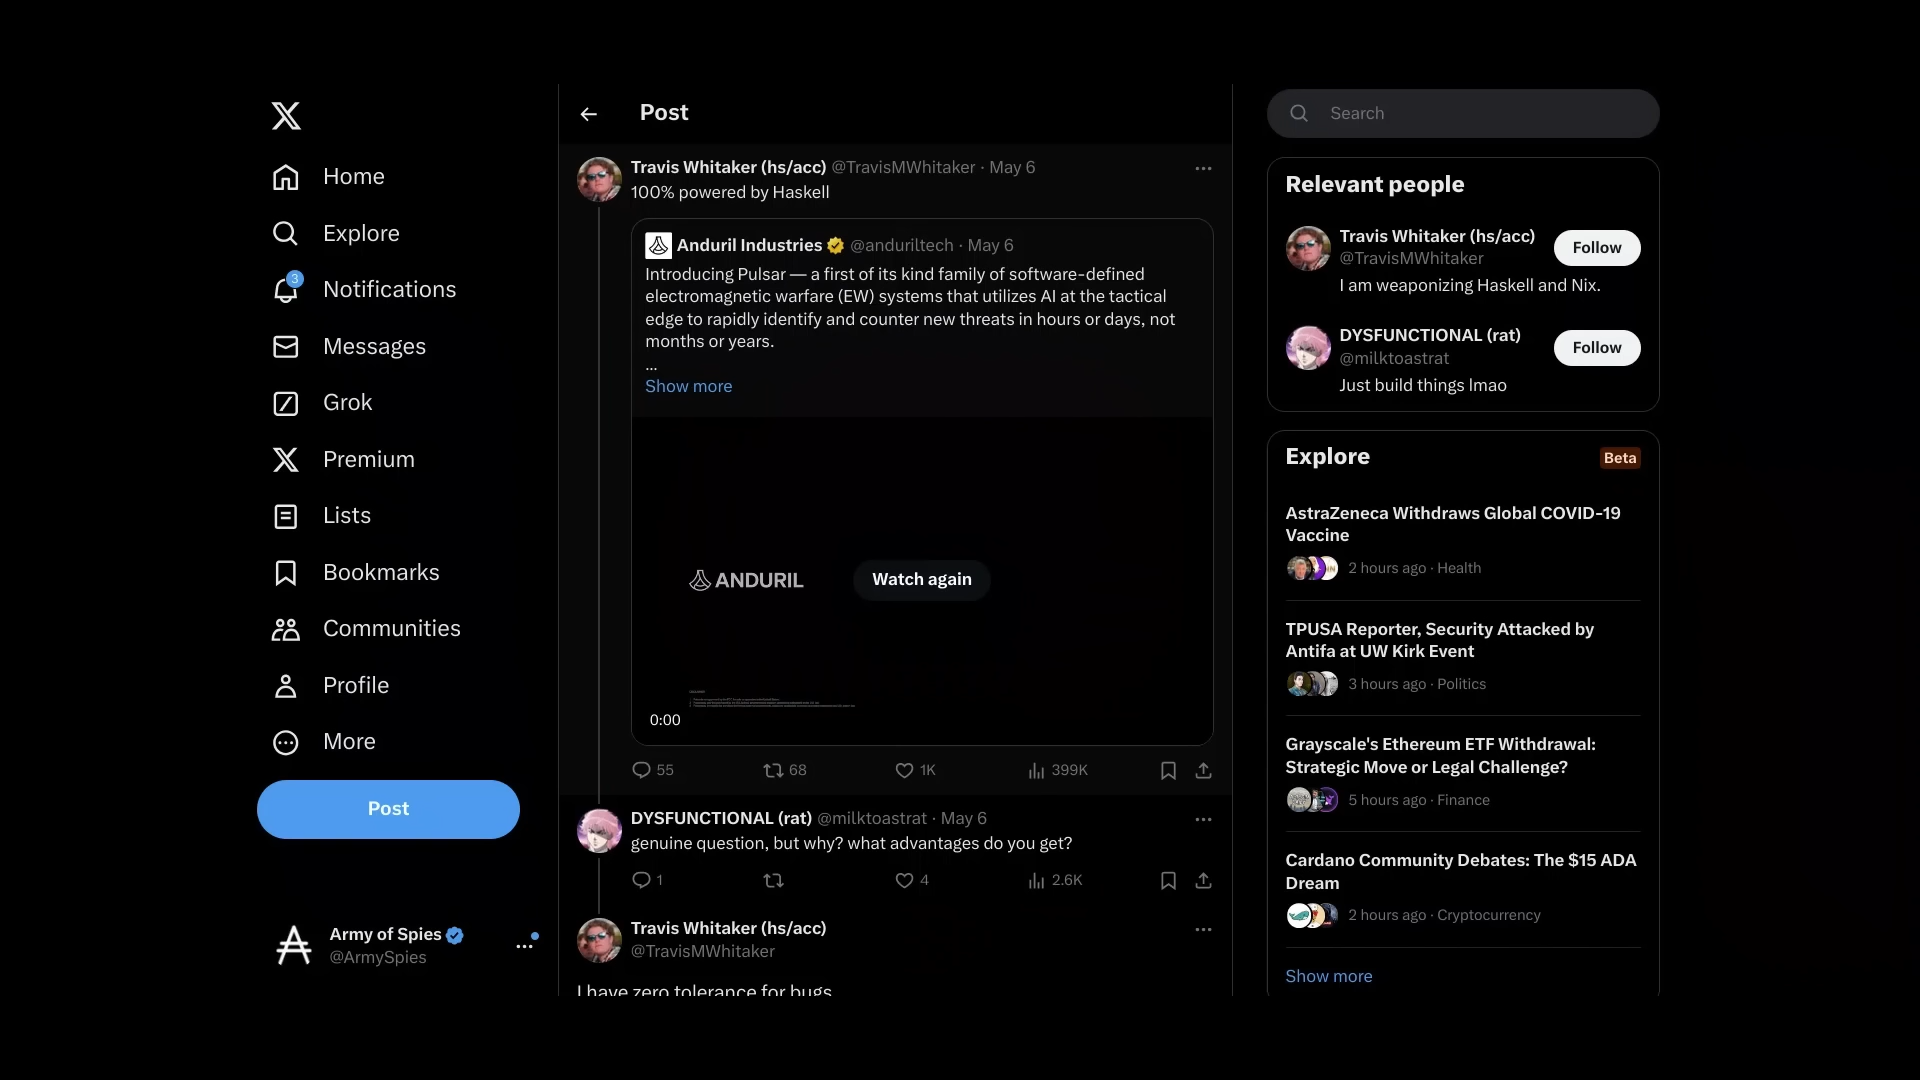 Home
Explore
3
Notifications
Messages
Grok
Premium
Lists
Bookmarks
Communities
Profile
More
Post
Army of Spies
@ArmySpies
Post
Travis Whitaker (hs/acc) @TravisMWhitaker · May 6
100% powered by Haskell
Anduril Industries @anduriltech · May 6
Introducing Pulsar — a first of its kind family of software-defined
electromagnetic warfare (EW) systems that utilizes AI at the tactical
edge to rapidly identify and counter new threats in hours or days, not
months or years.
...
Show more
ANDURIL
Watch again
0:00
55 68 1K 399K
DYSFUNCTIONAL (rat) @milktoastrat · May 6
genuine question, but why? what advantages do you get?
1 4 2.6K
Travis Whitaker (hs/acc)
@TravisMWhitaker
I have zero tolerance for bugs
Search
Relevant people
Travis Whitaker (hs/acc)
@TravisMWhitaker
Follow
I am weaponizing Haskell and Nix.
DYSFUNCTIONAL (rat)
@milktoastrat
Follow
Just build things lmao
Explore
Beta
AstraZeneca Withdraws Global COVID-19
Vaccine
2 hours ago · Health
TPUSA Reporter, Security Attacked by
Antifa at UW Kirk Event
3 hours ago · Politics
Grayscale's Ethereum ETF Withdrawal:
Strategic Move or Legal Challenge?
5 hours ago · Finance
Cardano Community Debates: The $15 ADA
Dream
2 hours ago · Cryptocurrency
Show more